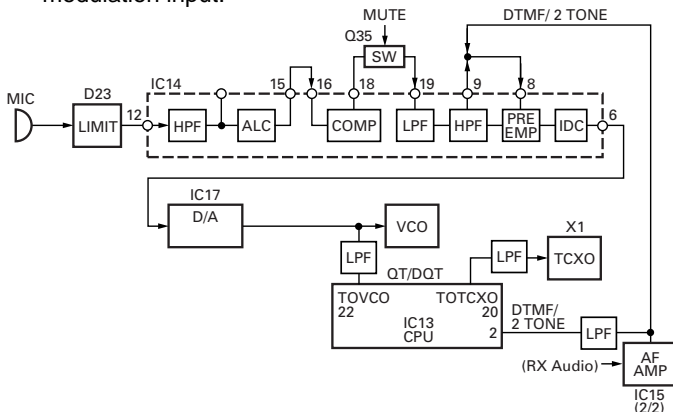 modulation input.
MUTE
DTMF/ 2 TONE
Q35
SW
IC14
15
16
18
19
9
8
MIC
D23
LIMIT
12
HPF
ALC
COMP
LPF
HPF
PRE
EMP
IDC
6
IC17
D/A
VCO
X1
LPF
QT/DQT
LPF
TCXO
TOVCO
22
TOTCXO
20
IC13
CPU
2
DTMF/
2 TONE
LPF
(RX Audio)
AF
AMP
IC15
(2/2)